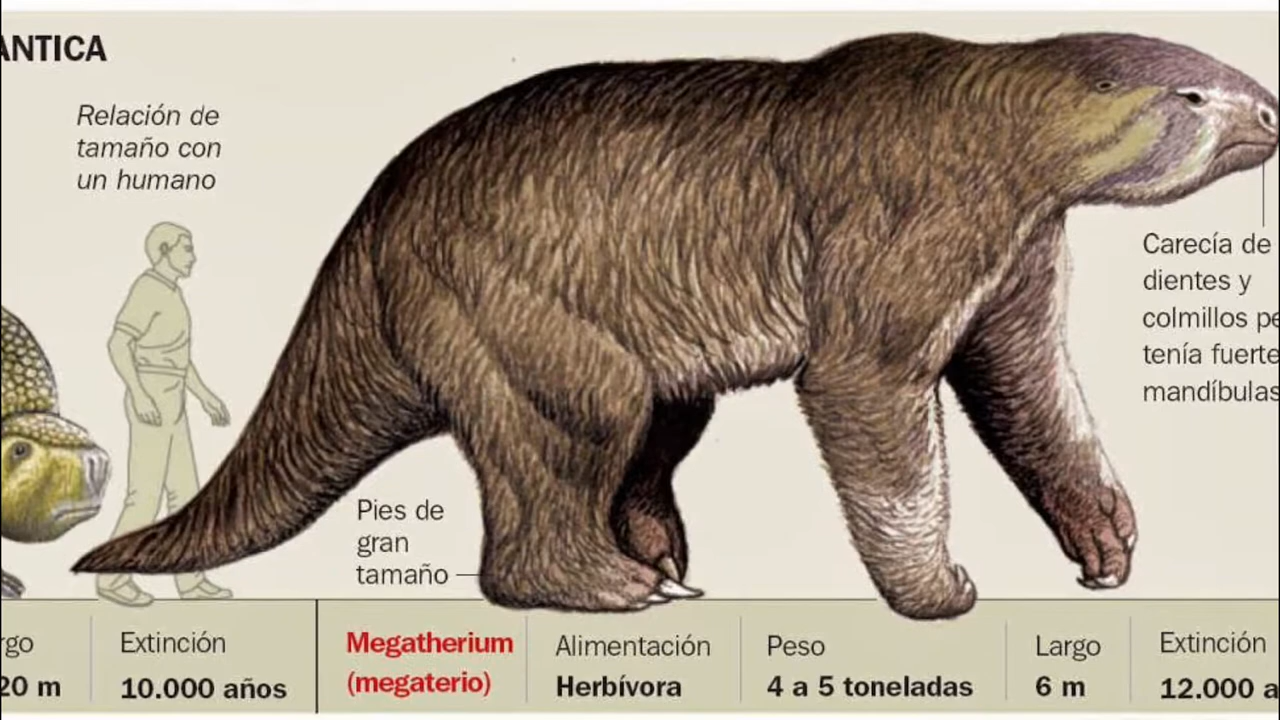 ANTICA
Relación de
tamaño con
un humano
Carecía de
dientes y
colmillos pe
tenía fuerte
mandíbulas
Pies de
gran
tamaño
rgo
20 m
Extinción
10.000 años
Megatherium
(megaterio)
Alimentación
Herbívora
Peso
4 a 5 toneladas
Largo
6 m
Extinción
12.000 a